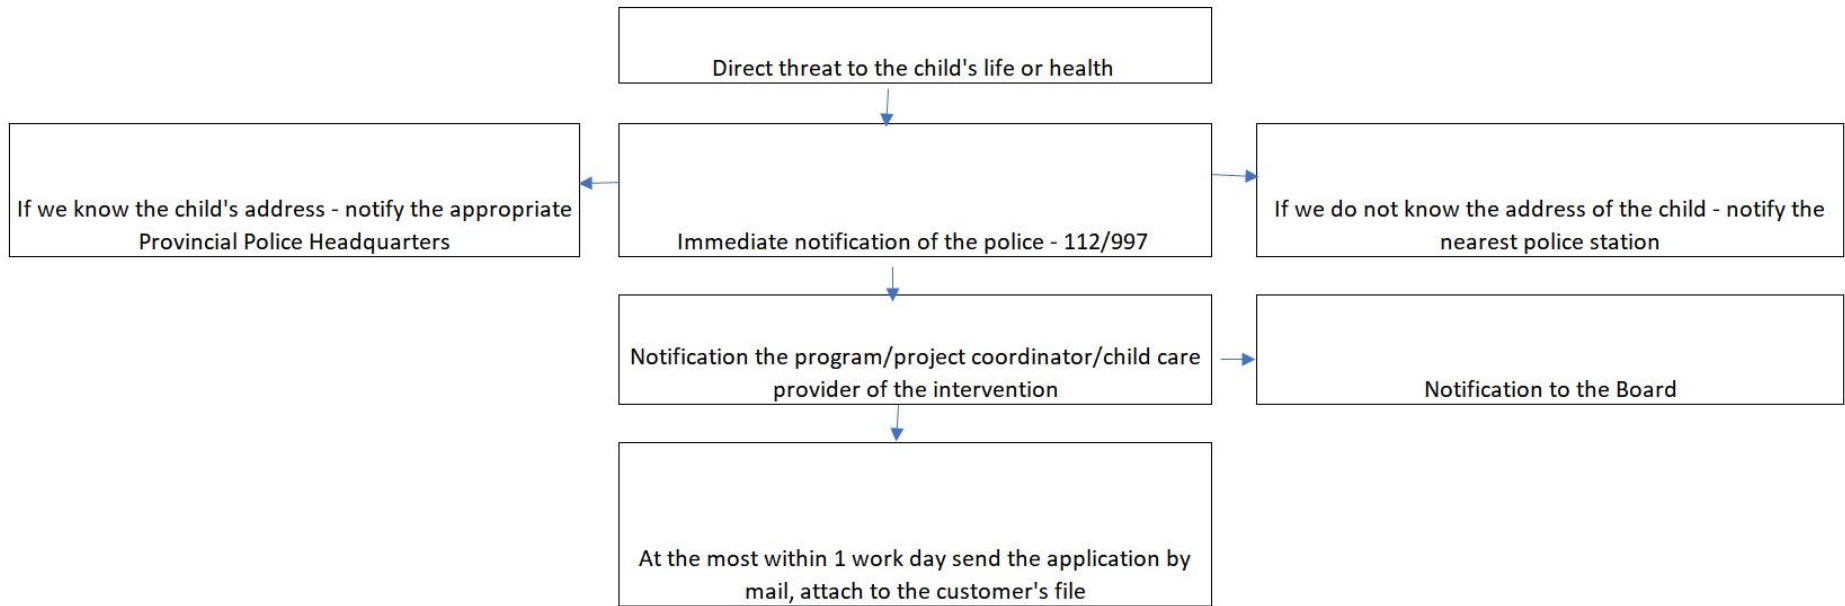 Direct threat to the child's life or health
If we know the child's address - notify the appropriate
Provincial Police Headquarters
Immediate notification of the police - 112/997
If we do not know the address of the child - notify the
nearest police station
Notification the program/project coordinator/child care
provider of the intervention
Notification to the Board
At the most within 1 work day send the application by
mail, attach to the customer's file